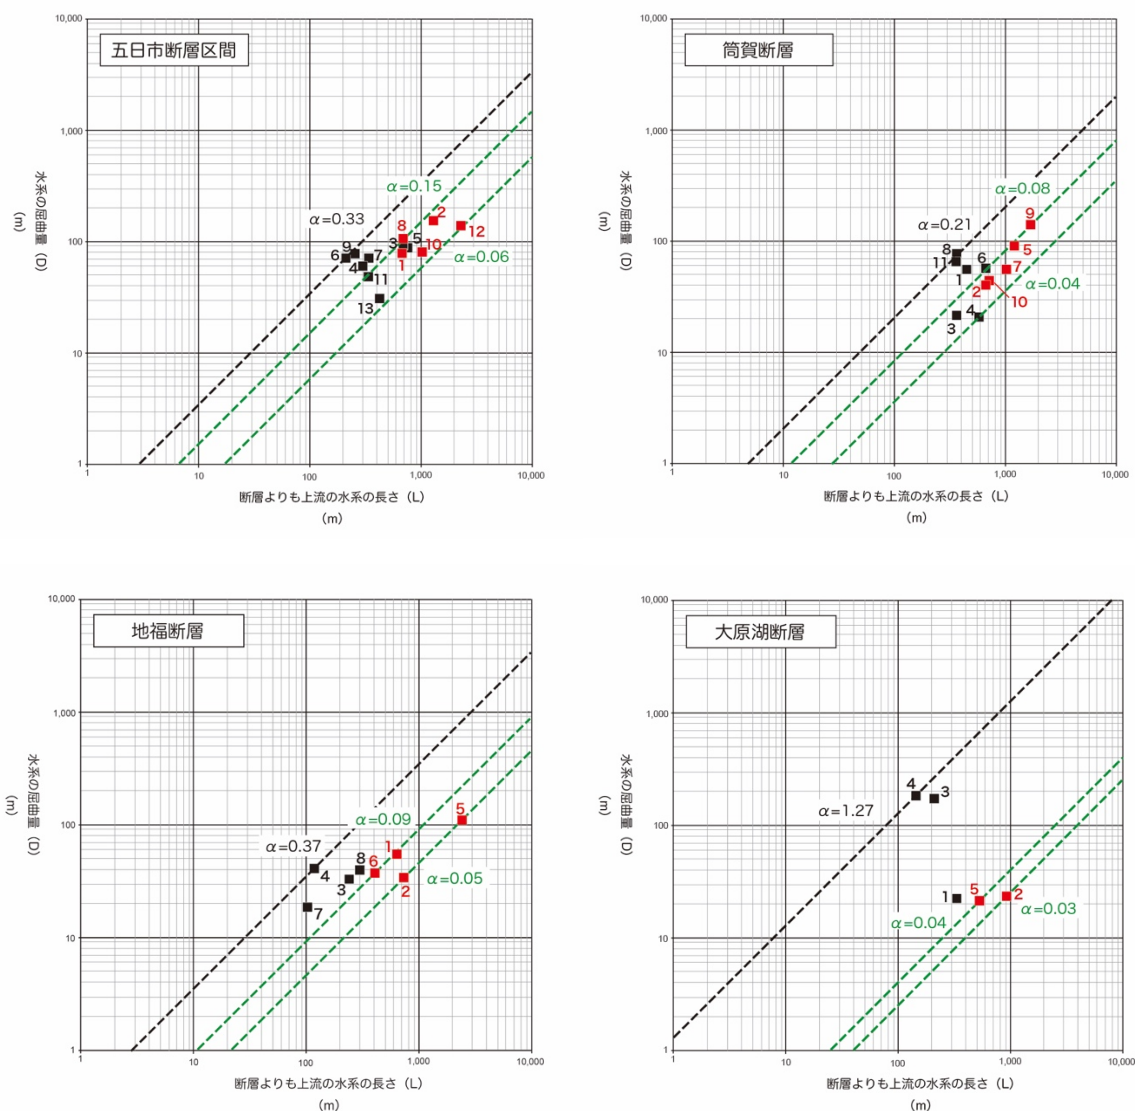 五日市断層区間
10,000
1,000
100
10
1
水系の屈曲量（D）
（m）
α=0.33
α=0.15
α=0.06
2
8
12
5
3
10
9
6
7
4
1
11
13
1
10
100
1,000
10,000
断層よりも上流の水系の長さ（L）
（m）
筒賀断層
10,000
1,000
100
10
1
水系の屈曲量（D）
（m）
α=0.21
α=0.08
α=0.04
9
8
5
11
6
7
1
2
10
4
3
1
10
100
1,000
10,000
断層よりも上流の水系の長さ（L）
（m）
地福断層
10,000
1,000
100
10
1
水系の屈曲量（D）
（m）
α=0.37
α=0.09
α=0.05
5
1
8
6
4
3
2
7
1
10
100
1,000
10,000
断層よりも上流の水系の長さ（L）
（m）
大原湖断層
10,000
1,000
100
10
1
水系の屈曲量（D）
（m）
α=1.27
α=0.04
α=0.03
4
3
5
1
2
1
10
100
1,000
10,000
断層よりも上流の水系の長さ（L）
（m）